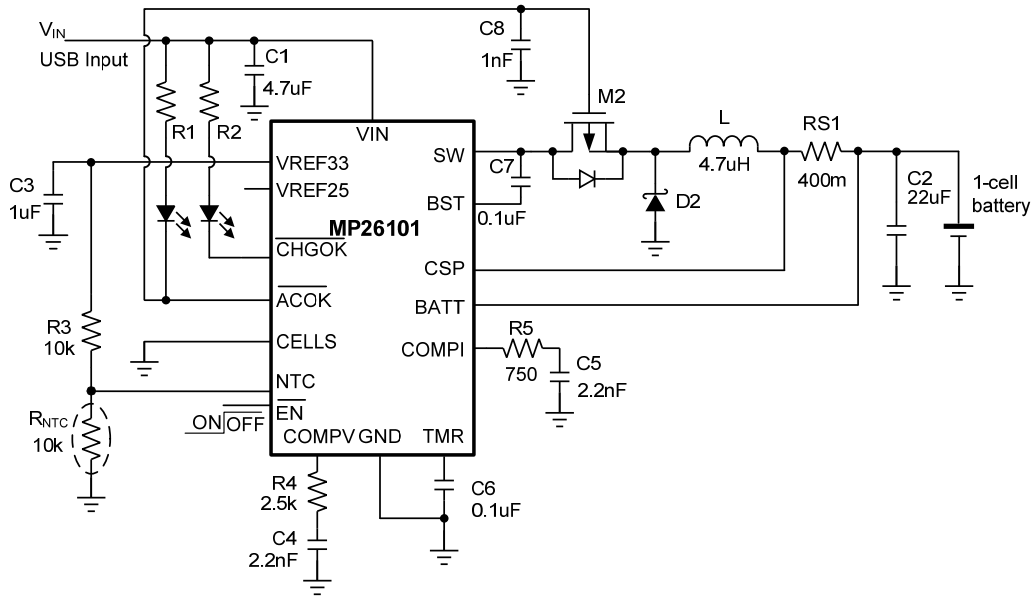 VIN
USB Input
C1
4.7uF
R1
R2
C8
1nF
M2
L
4.7uH
RS1
400m
C2
22uF
1-cell
battery
C3
1uF
VIN
VREF33
VREF25
MP26101
CHGOK
ACOK
CELLS
NTC
EN
COMPV
GND
TMR
SW
BST
CSP
BATT
COMPI
C7
0.1uF
D2
R5
750
C5
2.2nF
R3
10k
RNTC
10k
ON
OFF
R4
2.5k
C4
2.2nF
C6
0.1uF